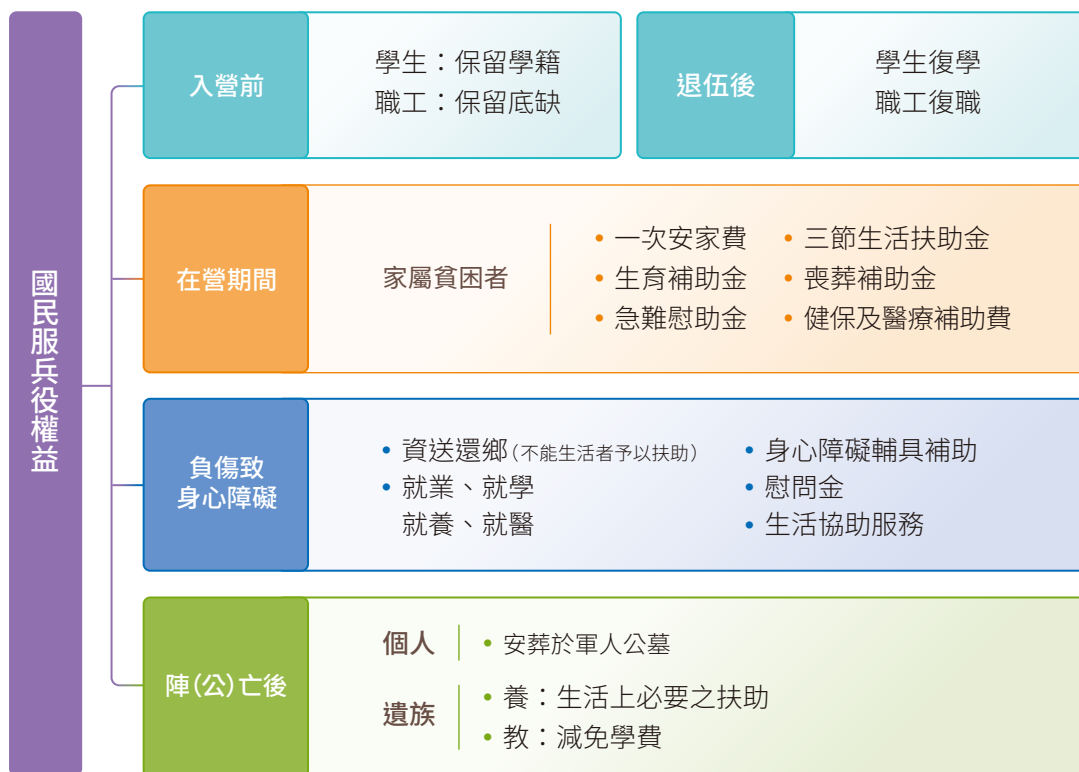 國民服兵役權益
入營前
學生：保留學籍
職工：保留底缺
退伍後
學生復學
職工復職
在營期間
家屬貧困者
• 一次安家費
• 生育補助金
• 急難慰助金
• 三節生活扶助金
• 喪葬補助金
• 健保及醫療補助費
負傷致
身心障礙
• 資送還鄉(不能生活者予以扶助)
• 就業、就學
就養、就醫
• 身心障礙輔具補助
• 慰問金
• 生活協助服務
陣(公)亡後
個人
• 安葬於軍人公墓
遺族
• 養：生活上必要之扶助
• 教：減免學費